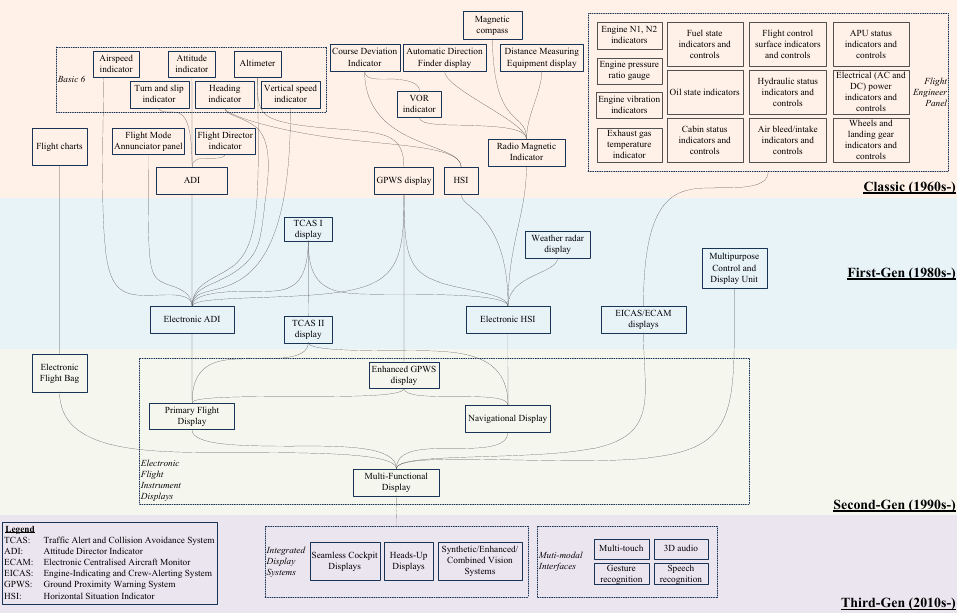 Magnetic
compass
Airspeed
indicator
Attitude
indicator
Altimeter
Basic 6
Turn and slip
indicator
Heading
indicator
Vertical speed
indicator
Course Deviation
Indicator
Automatic Direction
Finder display
Distance Measuring
Equipment display
VOR
indicator
Engine N1, N2
indicators
Fuel state
indicators and
controls
Flight control
surface indicators
and controls
APU status
indicators and
controls
Engine pressure
ratio gauge
Oil state indicators
Hydraulic status
indicators and
controls
Electrical (AC and
DC) power
indicators and
controls
Flight
Engineer
Panel
Engine vibration
indicators
Exhaust gas
temperature
indicator
Cabin status
indicators and
controls
Air bleed/intake
indicators and
controls
Wheels and
landing gear
indicators and
controls
Flight charts
Flight Mode
Annunciator panel
Flight Director
indicator
Radio Magnetic
Indicator
ADI
GPWS display
HSI
Classic (1960s-)
TCAS I
display
Weather radar
display
Multipurpose
Control and
Display Unit
First-Gen (1980s-)
Electronic ADI
TCAS II
display
Electronic HSI
EICAS/ECAM
displays
Electronic
Flight Bag
Enhanced GPWS
display
Primary Flight
Display
Navigational Display
Electronic
Flight
Instrument
Displays
Multi-Functional
Display
Second-Gen (1990s-)
Legend
TCAS: Traffic Alert and Collision Avoidance System
ADI: Attitude Director Indicator
ECAM: Electronic Centralised Aircraft Monitor
EICAS: Engine-Indicating and Crew-Alerting System
GPWS: Ground Proximity Warning System
HSI: Horizontal Situation Indicator
Integrated
Display
Systems
Seamless Cockpit
Displays
Heads-Up
Displays
Synthetic/Enhanced/
Combined Vision
Systems
Muti-modal
Interfaces
Multi-touch
3D audio
Gesture
recognition
Speech
recognition
Third-Gen (2010s-)